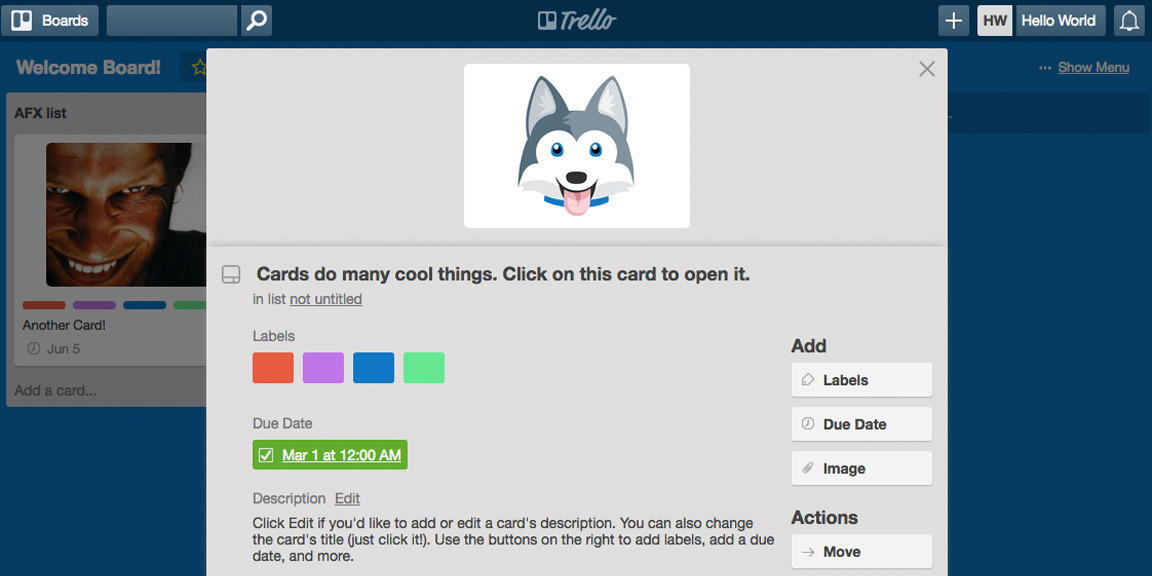 Boards
Trello
HW
Hello World
Welcome Board!
... Show Menu
AFX list
Another Card!
Jun 5
Add a card...
Cards do many cool things. Click on this card to open it.
in list not untitled
Labels
Due Date
Mar 1 at 12:00 AM
Description Edit
Click Edit if you'd like to add or edit a card's description. You can also change
the card's title (just click it!). Use the buttons on the right to add labels, add a due
date, and more.
Add
Labels
Due Date
Image
Actions
Move